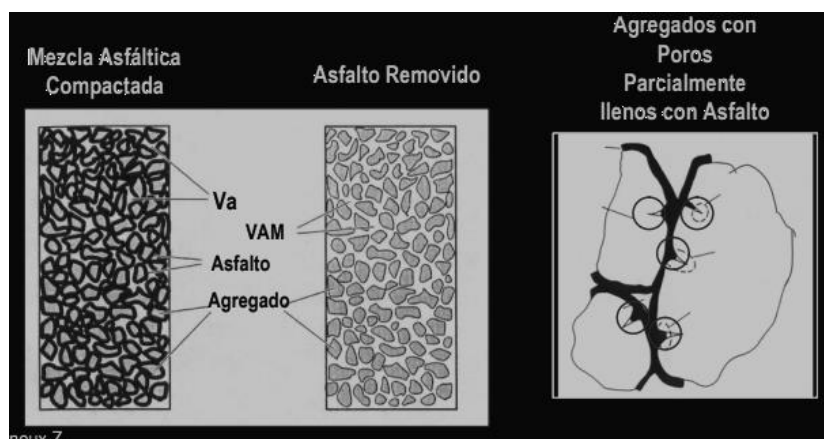 Mezcla Asfáltica
Compactada
Asfalto Removido
Agregados con
Poros
Parcialmente
llenos con Asfalto
Va
VAM
Asfalto
Agregado